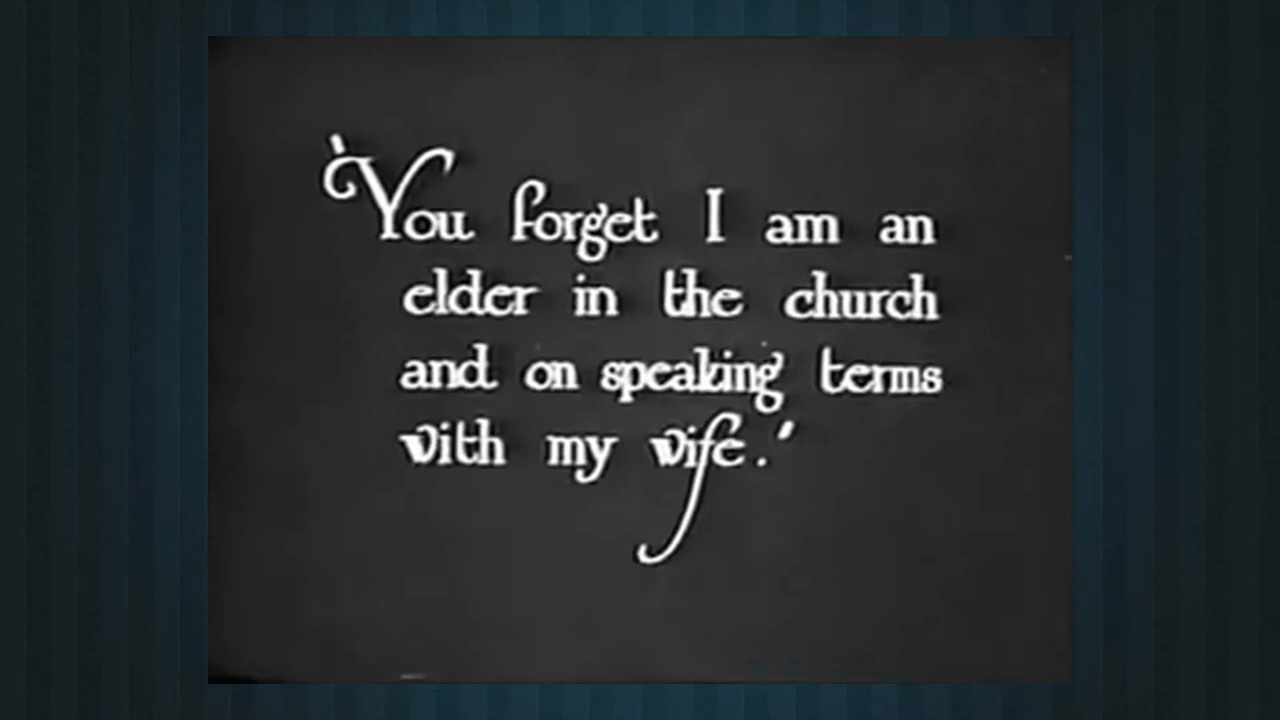 'You forget I am an
elder in the church
and on speaking terms
with my wife.'